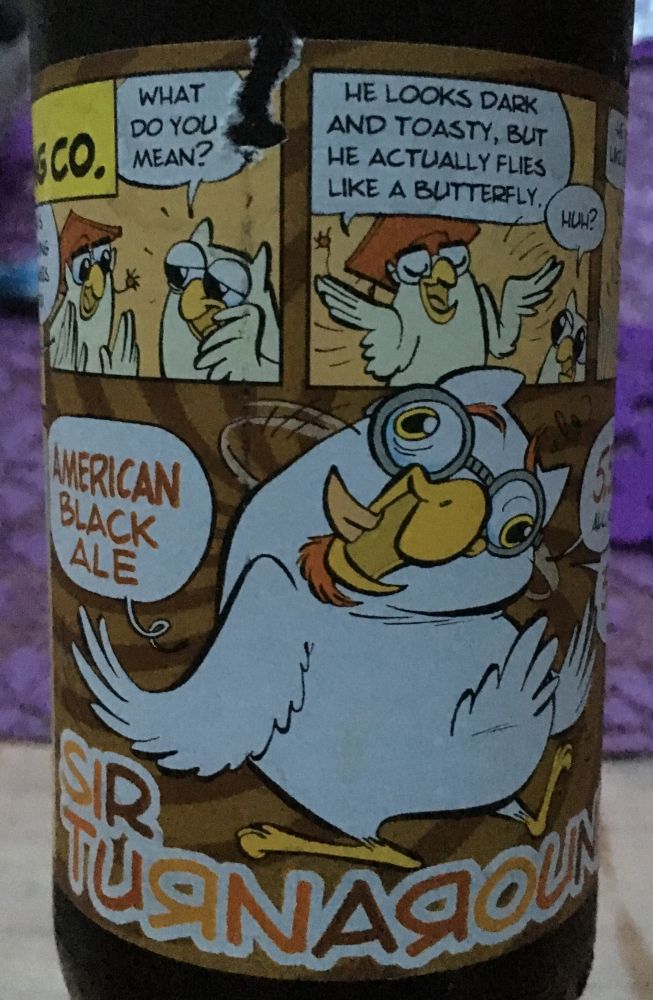 G CO.
WHAT
DO YOU
MEAN?
HE LOOKS DARK
AND TOASTY, BUT
HE ACTUALLY FLIES
LIKE A BUTTERFLY.
HUH?
AMERICAN
BLACK
ALE
SIR
TURNAROUN